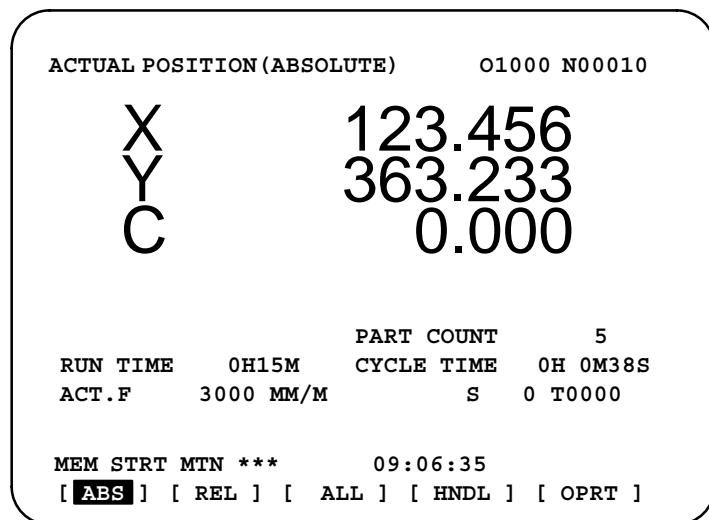 ACTUAL POSITION(ABSOLUTE) O1000 N00010
X 123.456
Y 363.233
C 0.000
PART COUNT 5
RUN TIME 0H15M CYCLE TIME 0H 0M38S
ACT.F 3000 MM/M S 0 T0000
MEM STRT MTN *** 09:06:35
[ ABS ] [ REL ] [ ALL ] [ HNDL ] [ OPRT ]